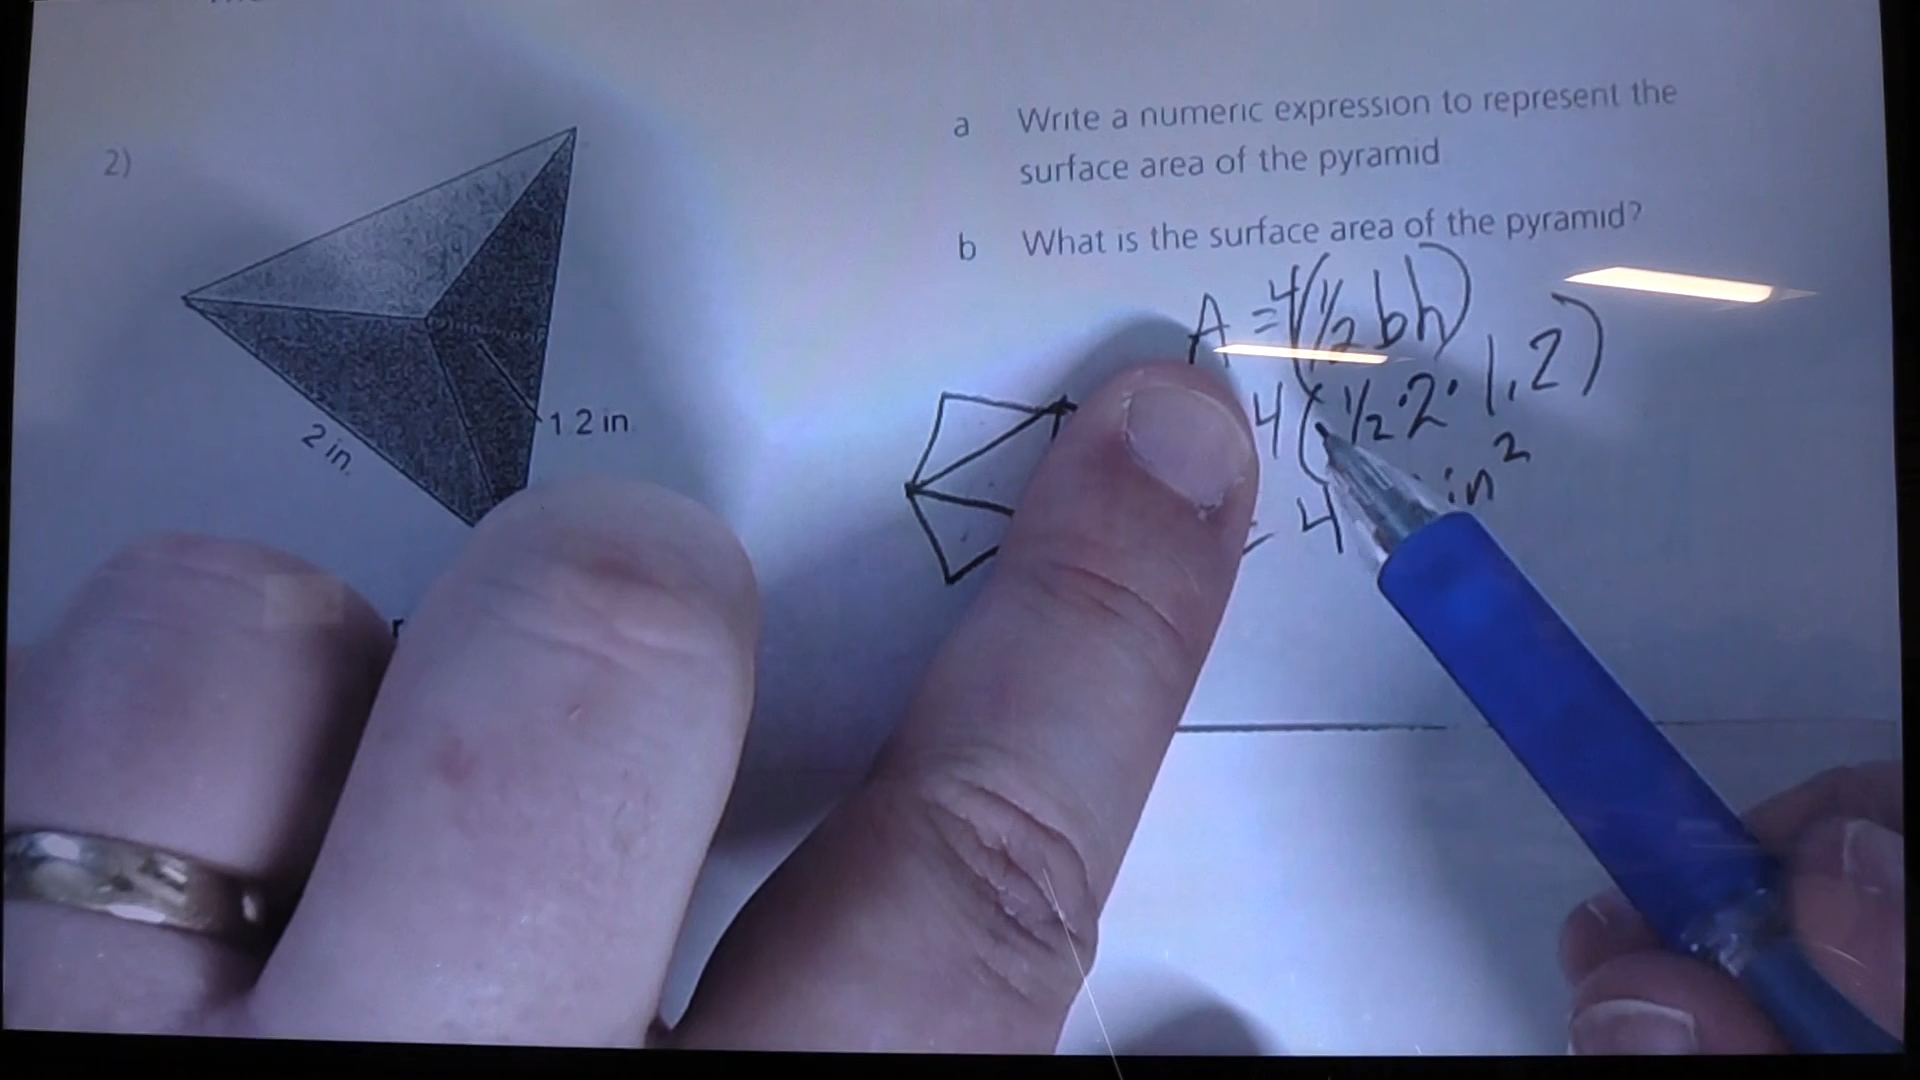 2)
a Write a numeric expression to represent the
surface area of the pyramid
b What is the surface area of the pyramid?
1 2 in
2 in.
A = 4(½bh)
4(½·2·1.2)
= 4 in²